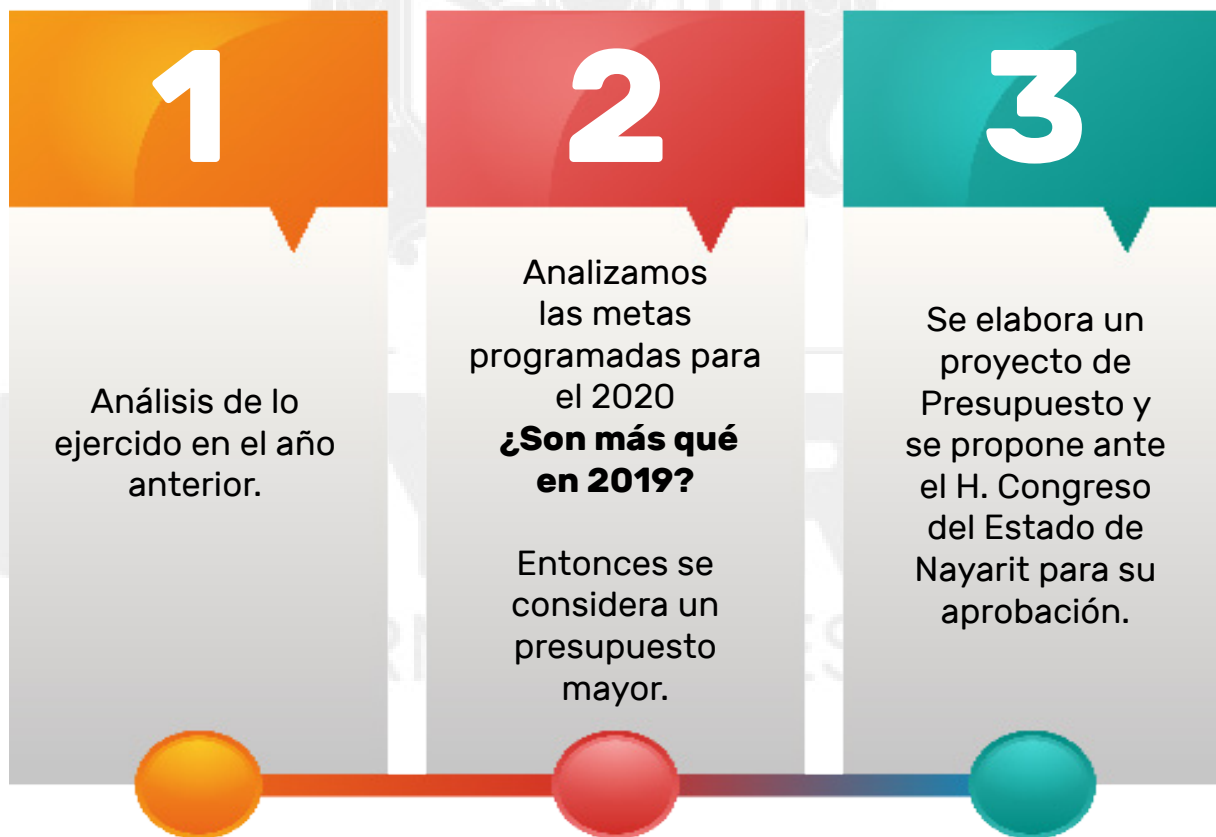 1
Análisis de lo
ejercido en el año
anterior.
2
Analizamos
las metas
programadas para
el 2020
¿Son más qué
en 2019?
Entonces se
considera un
presupuesto
mayor.
3
Se elabora un
proyecto de
Presupuesto y
se propone ante
el H. Congreso
del Estado de
Nayarit para su
aprobación.